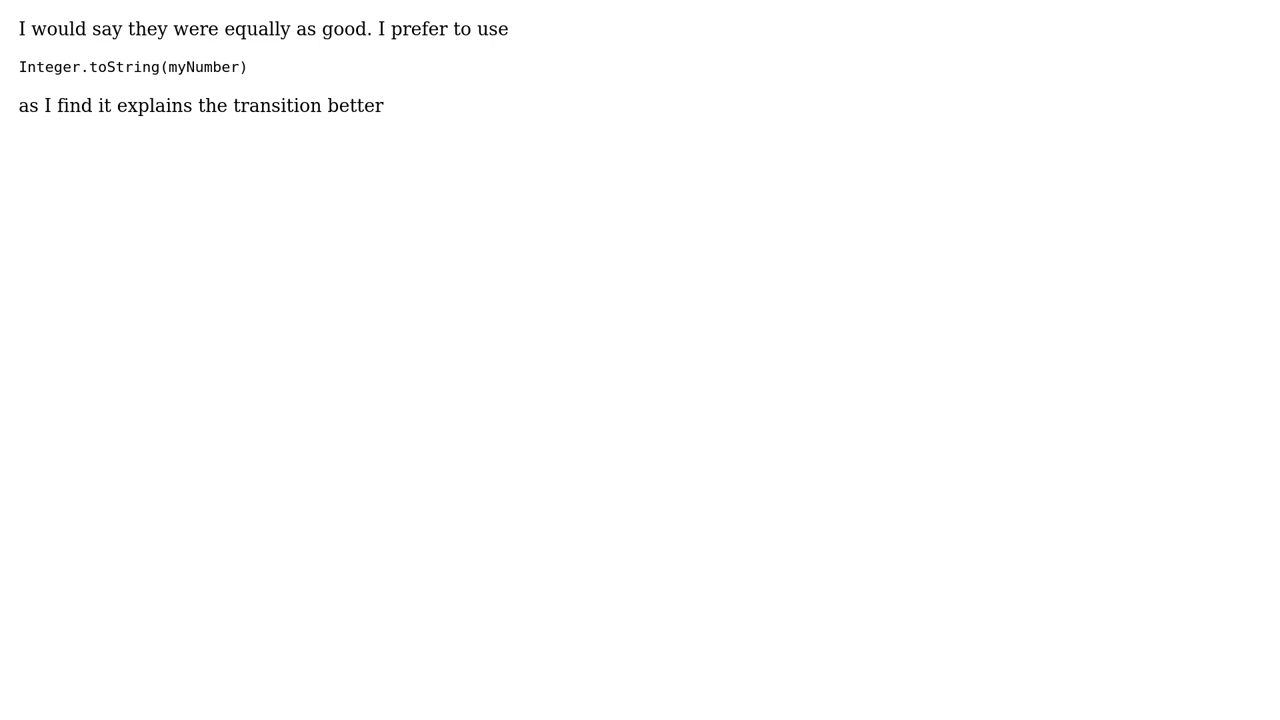 I would say they were equally as good. I prefer to use
Integer.toString(myNumber)
as I find it explains the transition better